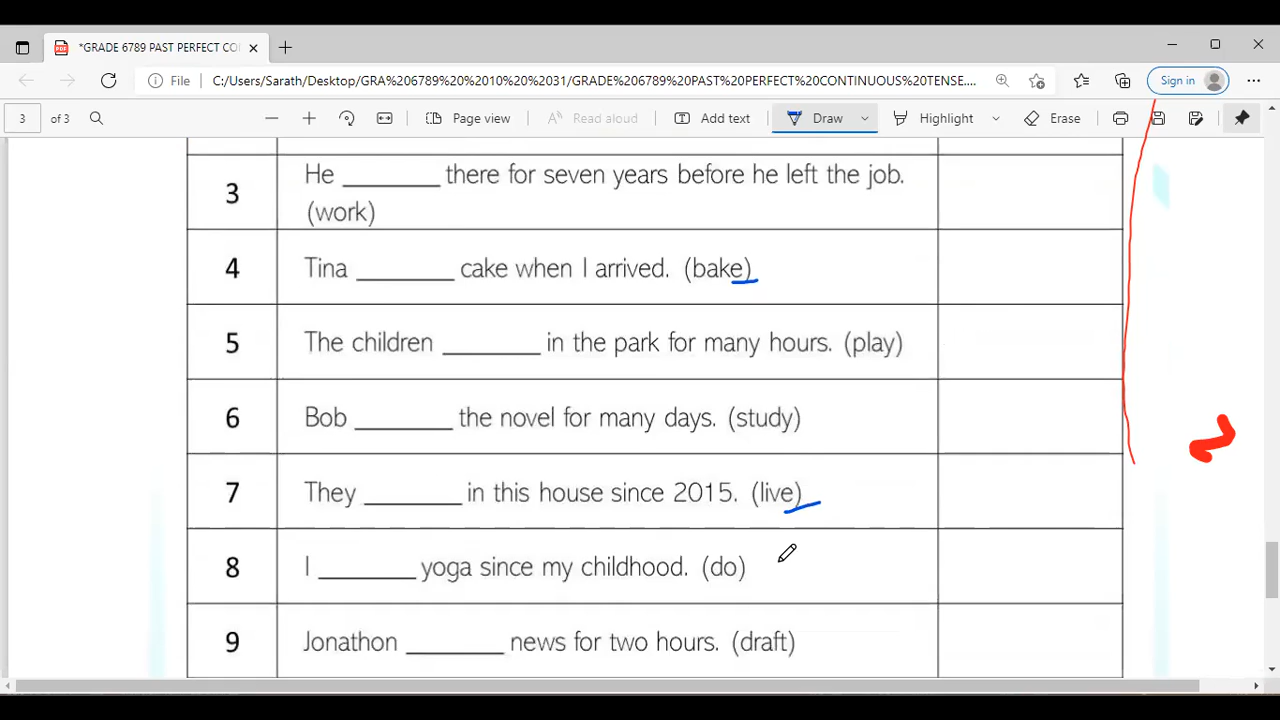 *GRADE 6789 PAST PERFECT CO
File C:/Users/Sarath/Desktop/GRA%206789%20%2010%20%2031/GRADE%206789%20PAST%20PERFECT%20CONTINUOUS%20TENSE.... Sign in
3 of 3 Page view Read aloud Add text Draw Highlight Erase
3 He ________ there for seven years before he left the job.
(work)
4 Tina ________ cake when I arrived. (bake)
5 The children ________ in the park for many hours. (play)
6 Bob ________ the novel for many days. (study)
7 They ________ in this house since 2015. (live)
8 I ________ yoga since my childhood. (do)
9 Jonathon ________ news for two hours. (draft)